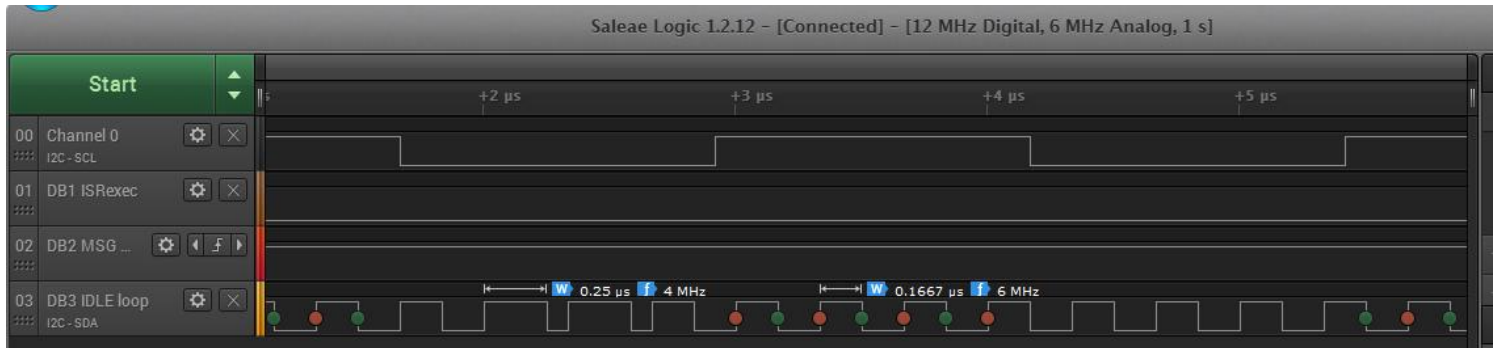 Saleae Logic 1.2.12 - [Connected] - [12 MHz Digital, 6 MHz Analog, 1 s]
Start
s +2 µs +3 µs +4 µs +5 µs
00 Channel 0
I2C - SCL
01 DB1 ISRexec
02 DB2 MSG ...
W 0.25 µs f 4 MHz W 0.1667 µs f 6 MHz
03 DB3 IDLE loop
I2C - SDA